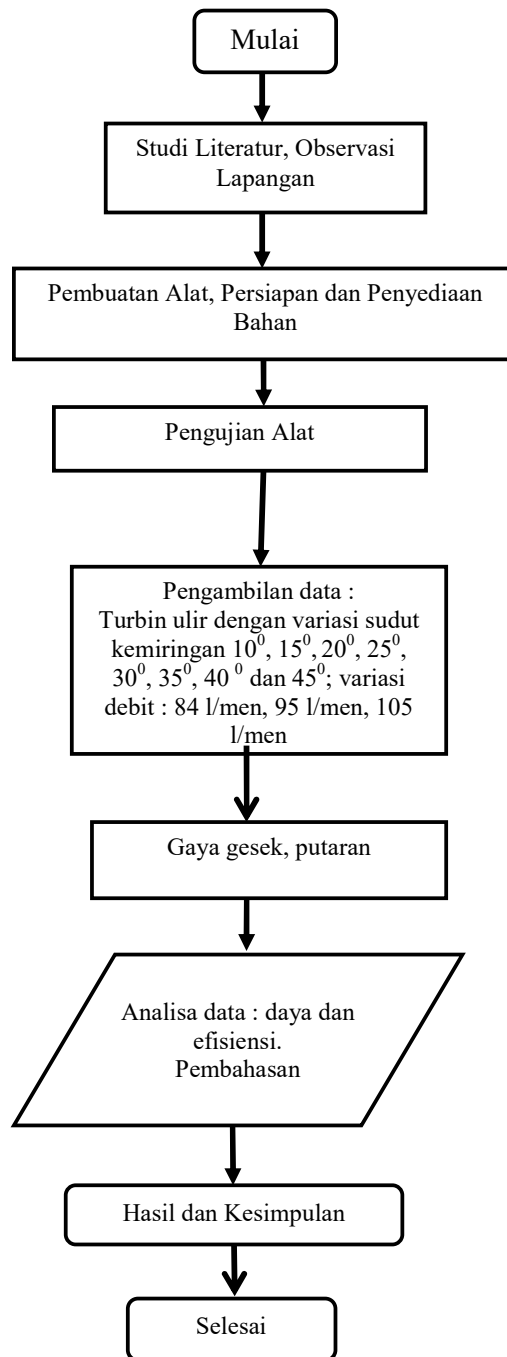 Mulai
Studi Literatur, Observasi
Lapangan
Pembuatan Alat, Persiapan dan Penyediaan
Bahan
Pengujian Alat
Pengambilan data :
Turbin ulir dengan variasi sudut
kemiringan 10⁰, 15⁰, 20⁰, 25⁰,
30⁰, 35⁰, 40 ⁰ dan 45⁰; variasi
debit : 84 l/men, 95 l/men, 105
l/men
Gaya gesek, putaran
Analisa data : daya dan
efisiensi.
Pembahasan
Hasil dan Kesimpulan
Selesai